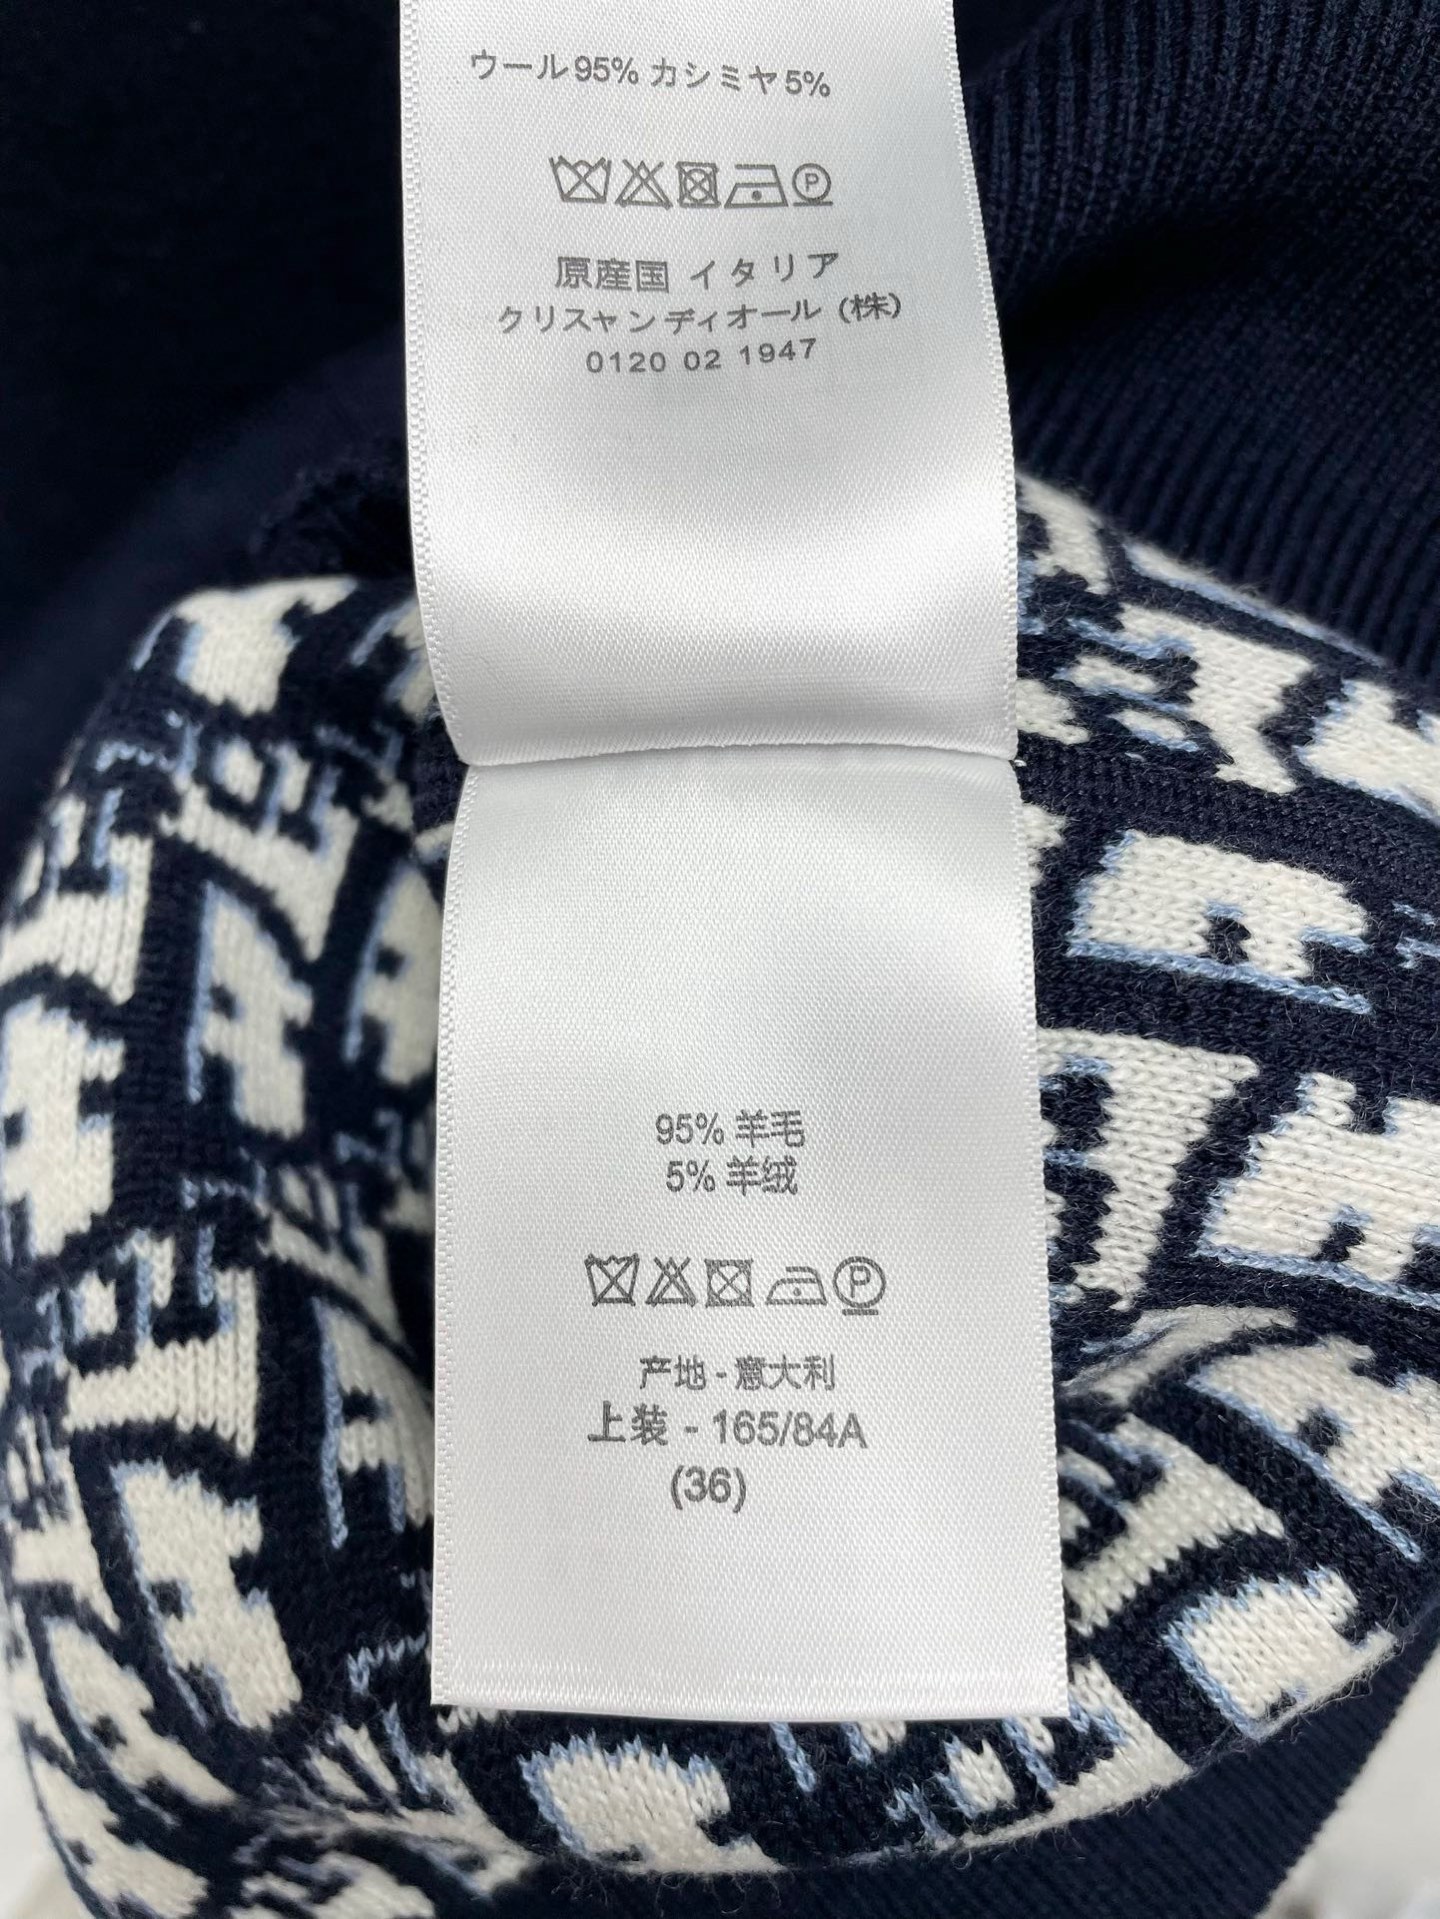 ウール95% カシミヤ5%
P
原産国 イタリア
クリスャンディオール (株)
0120 02 1947
95% 羊毛
5% 羊绒
P
产地 - 意大利
上装 - 165/84A
(36)